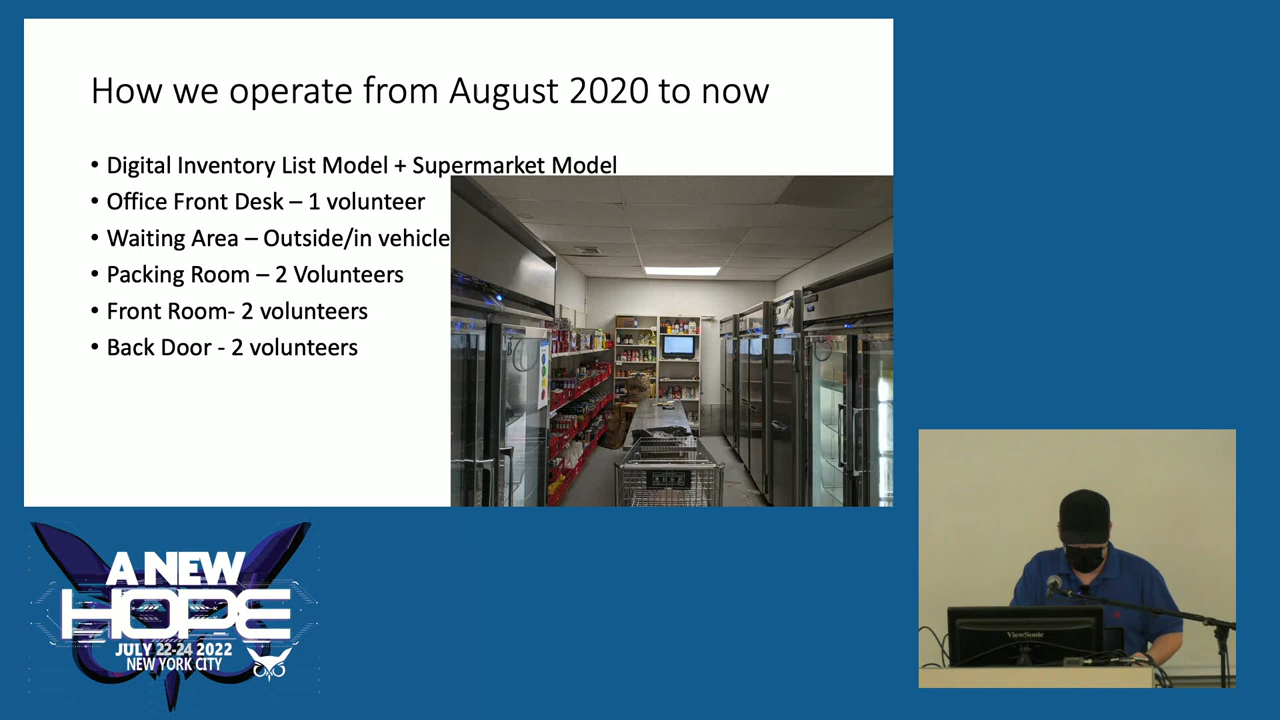 How we operate from August 2020 to now
• Digital Inventory List Model + Supermarket Model
• Office Front Desk – 1 volunteer
• Waiting Area – Outside/in vehicle
• Packing Room – 2 Volunteers
• Front Room- 2 volunteers
• Back Door - 2 volunteers
A NEW
HOPE
JULY 22-24 2022
NEW YORK CITY
ViewSonic